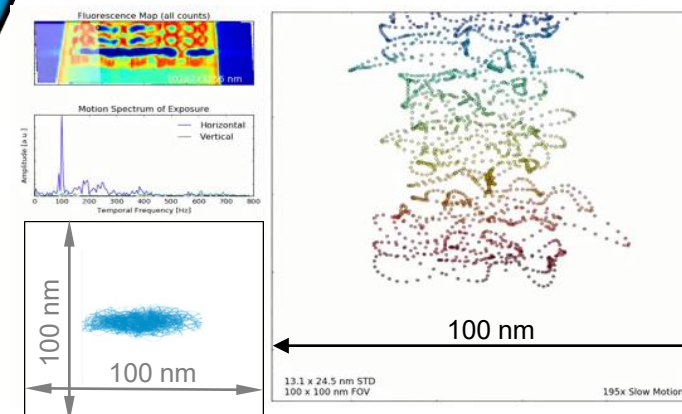 Fluorescence Map (all counts)
Motion Spectrum of Exposure
Amplitude [a.u.]
Horizontal
Vertical
0 100 200 300 400 500 600 700 800
Temporal Frequency [Hz]
100 nm
100 nm
100 nm
13.1 x 24.5 nm STD
100 x 100 nm FOV
195x Slow Motion